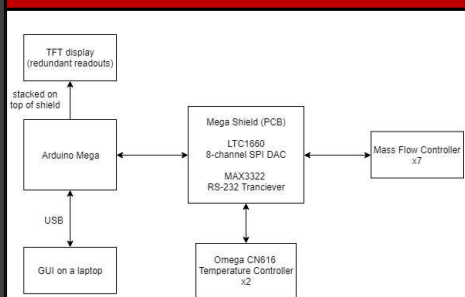 TFT display
(redundant readouts)
stacked on
top of shield
Arduino Mega
Mega Shield (PCB)
LTC1660
8-channel SPI DAC
MAX3322
RS-232 Tranciever
Mass Flow Controller
x7
USB
GUI on a laptop
Omega CN616
Temperature Controller
x2